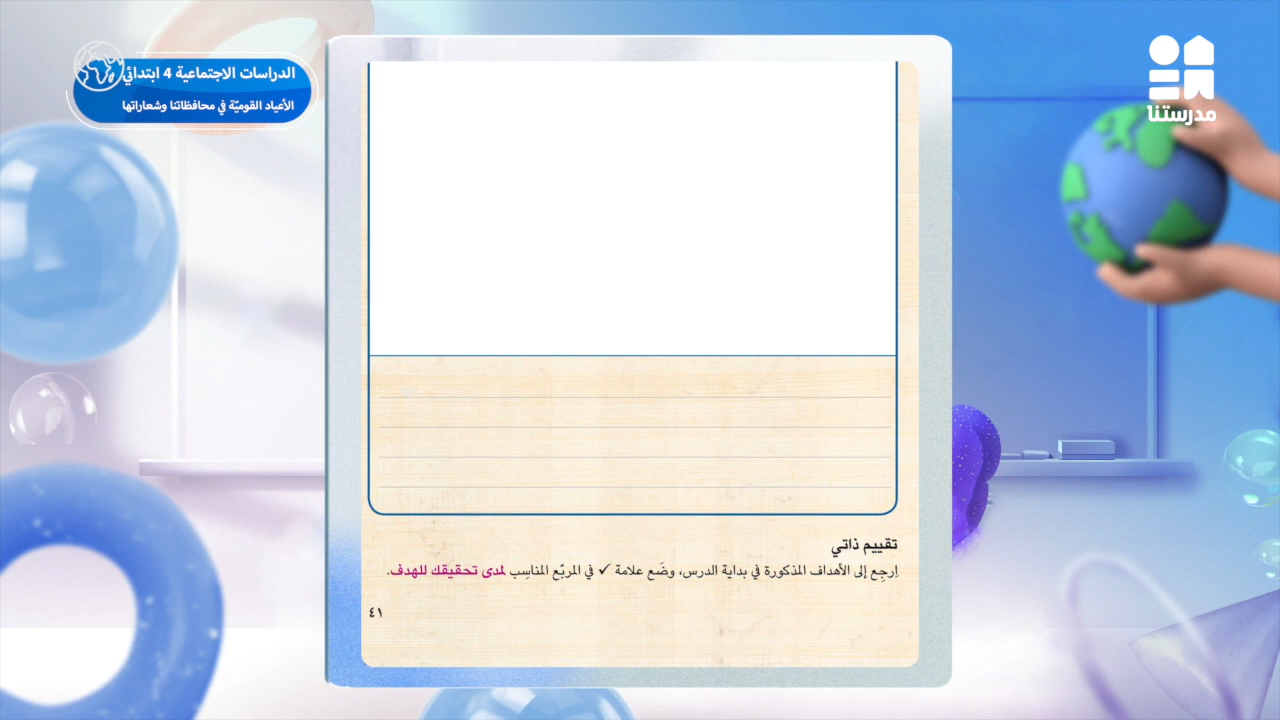 الدراسات الاجتماعية 4 ابتدائي
الأعياد القوميّة في محافظاتنا وشعاراتها
مدرستنا
تقييم ذاتي
اِرجِع إلى الأهداف المذكورة في بداية الدرس، وضَع علامة ✓ في المربّع المناسِب لمدى تحقيقك للهدف.
٤١